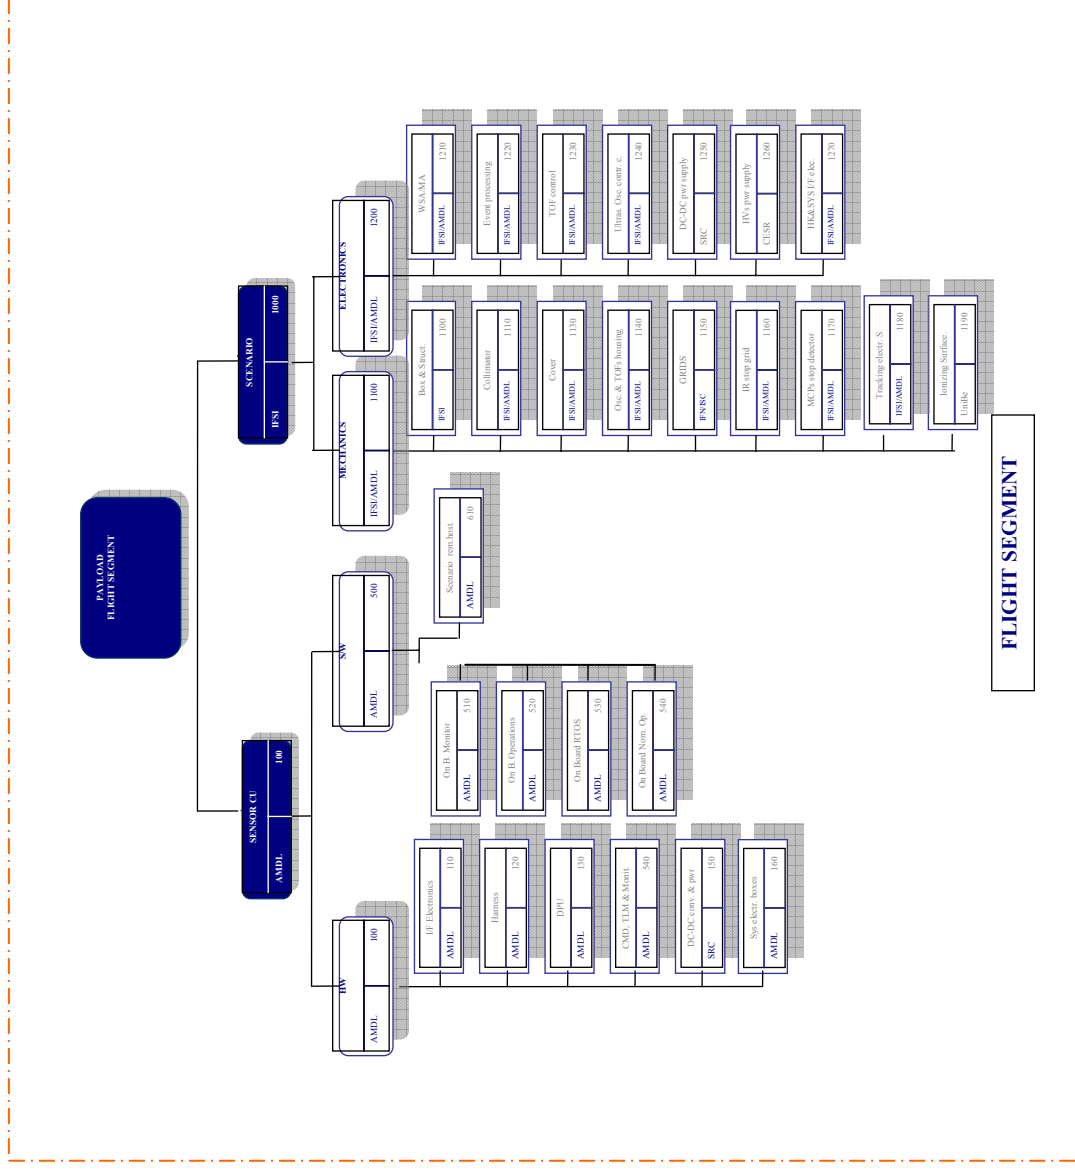 PAYLOAD
FLIGHT SEGMENT
SENSOR CU
AMDL 100
SCENARIO
IFSI 1000
HW
AMDL 100
S/W
AMDL 500
MECHANICS
IFSI/AMDL 1100
ELECTRONICS
IFSI/AMDL 1200
I/F Electronics
AMDL 110
Harness
AMDL 120
DPU
AMDL 130
CMD, TLM & Monit.
AMDL 540
DC-DC conv. & pwr
SRC 150
Sys electr. boxes
AMDL 160
On B. Monitor
AMDL 510
On B. Operations
AMDL 520
On Board RTOS
AMDL 530
On Board Nom. Op.
AMDL 540
Scenario rem.host.
AMDL 610
Box & Struct.
IFSI 1100
Collimator
IFSI/AMDL 1110
Cover
IFSI/AMDL 1130
Osc. & TOFs housing
IFSI/AMDL 1140
GRIDS
IFN/ISC 1150
IR stop grid
IFSI/AMDL 1160
MCPs stop detector
IFSI/AMDL 1170
Tracking electr. S.
IFSI/AMDL 1180
Ionizing Surface.
UniBe 1190
WSA/MA
IFSI/AMDL 1210
Event processing
IFSI/AMDL 1220
TOF control
IFSI/AMDL 1230
Ultras. Osc. contr. e.
IFSI/AMDL 1240
DC-DC pwr supply
SRC 1250
HVs pwr supply
CESR 1260
HK&SYS I/F elec.
IFSI/AMDL 1270
FLIGHT SEGMENT